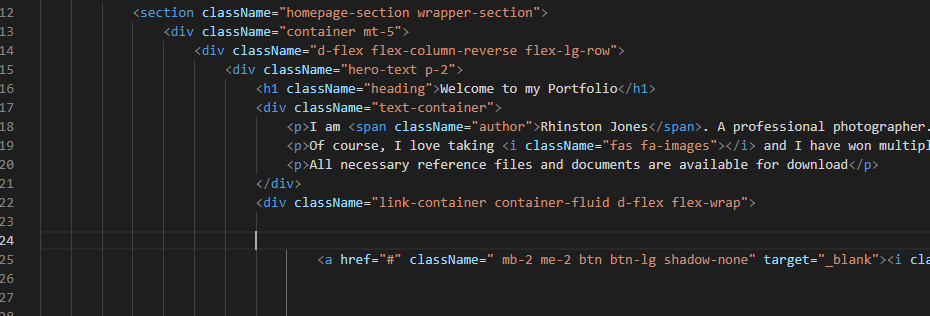 12 <section className="homepage-section wrapper-section">
13 <div className="container mt-5">
14 <div className="d-flex flex-column-reverse flex-lg-row">
15 <div className="hero-text p-2">
16 <h1 className="heading">Welcome to my Portfolio</h1>
17 <div className="text-container">
18 <p>I am <span className="author">Rhinston Jones</span>. A professional photographer.
19 <p>Of course, I love taking <i className="fas fa-images"></i> and I have won multipl
20 <p>All necessary reference files and documents are available for download</p>
21 </div>
22 <div className="link-container container-fluid d-flex flex-wrap">
23
24
25 <a href="#" className=" mb-2 me-2 btn btn-lg shadow-none" target="_blank"><i cla
26
27
28